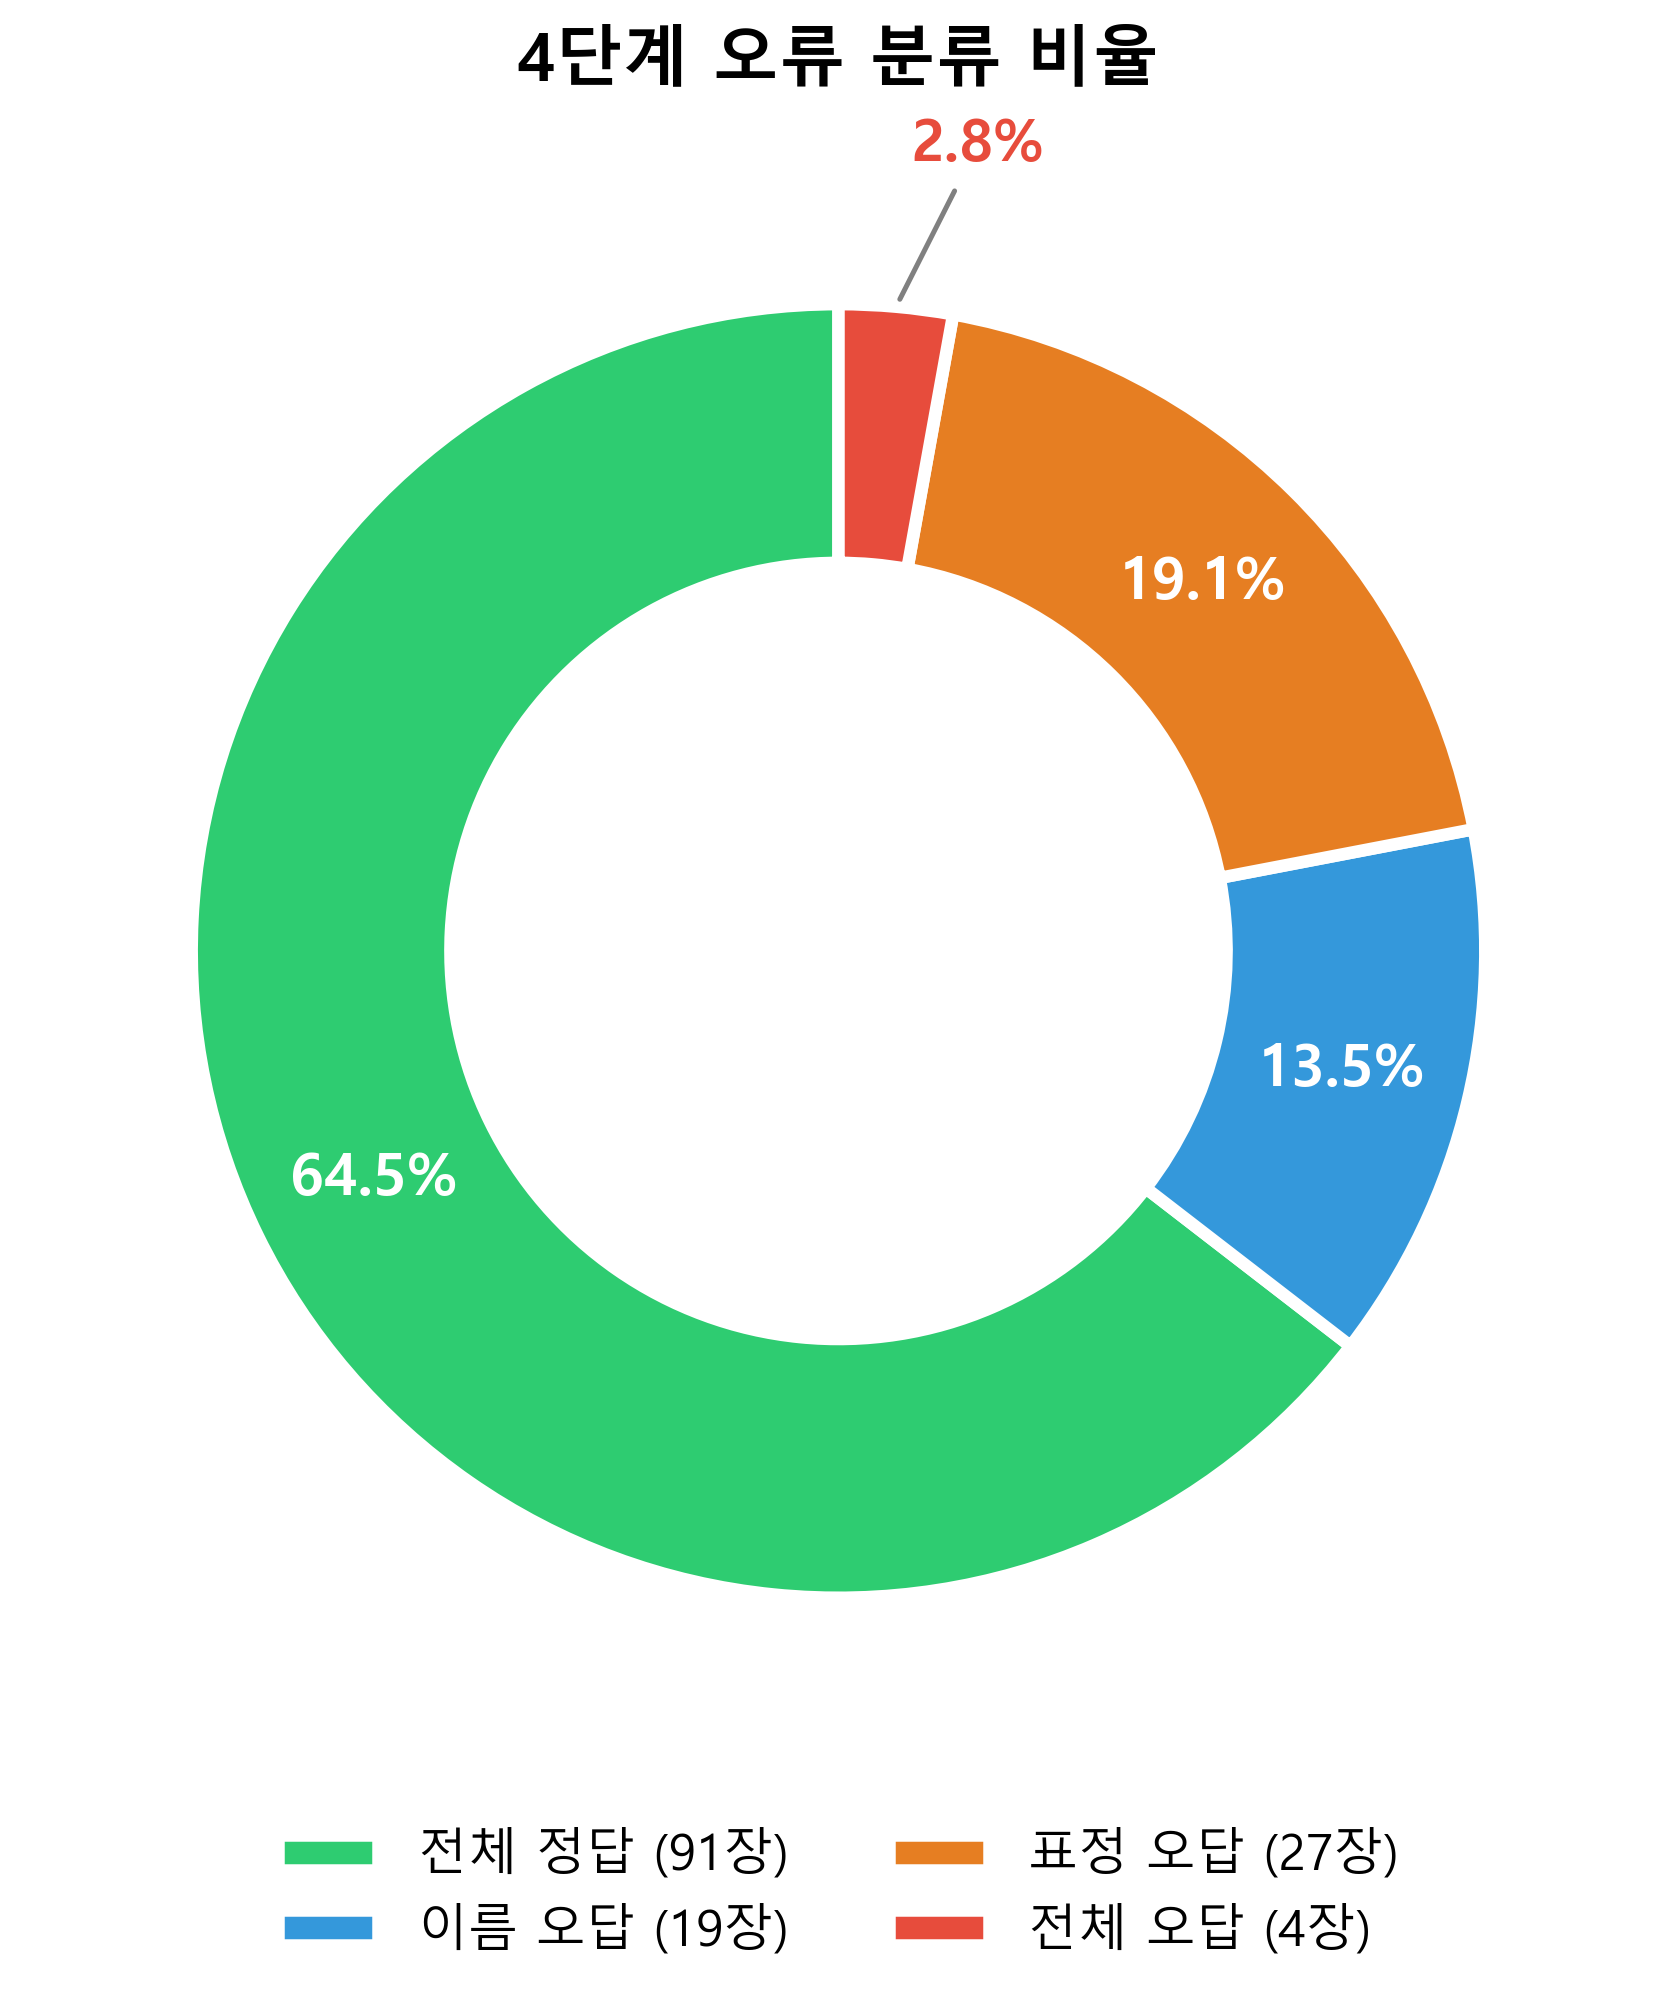 4단계 오류 분류 비율
2.8%
19.1%
13.5%
64.5%
전체 정답 (91장)
표정 오답 (27장)
이름 오답 (19장)
전체 오답 (4장)